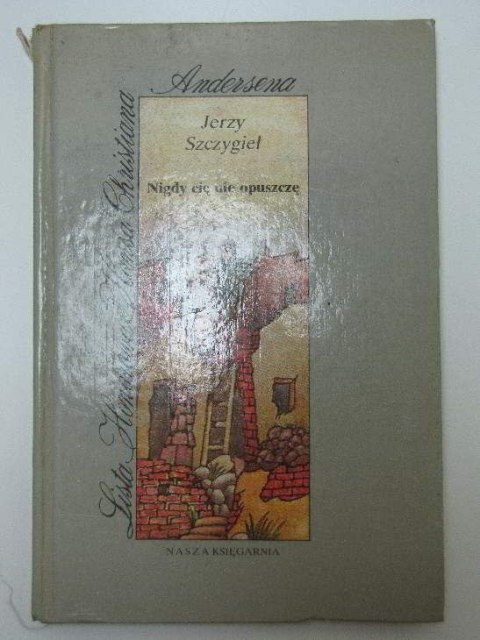 Lista Honorowa Hansa Christiana
Andersena
Jerzy
Szczygieł
Nigdy cię nie opuszczę
NASZA KSIĘGARNIA